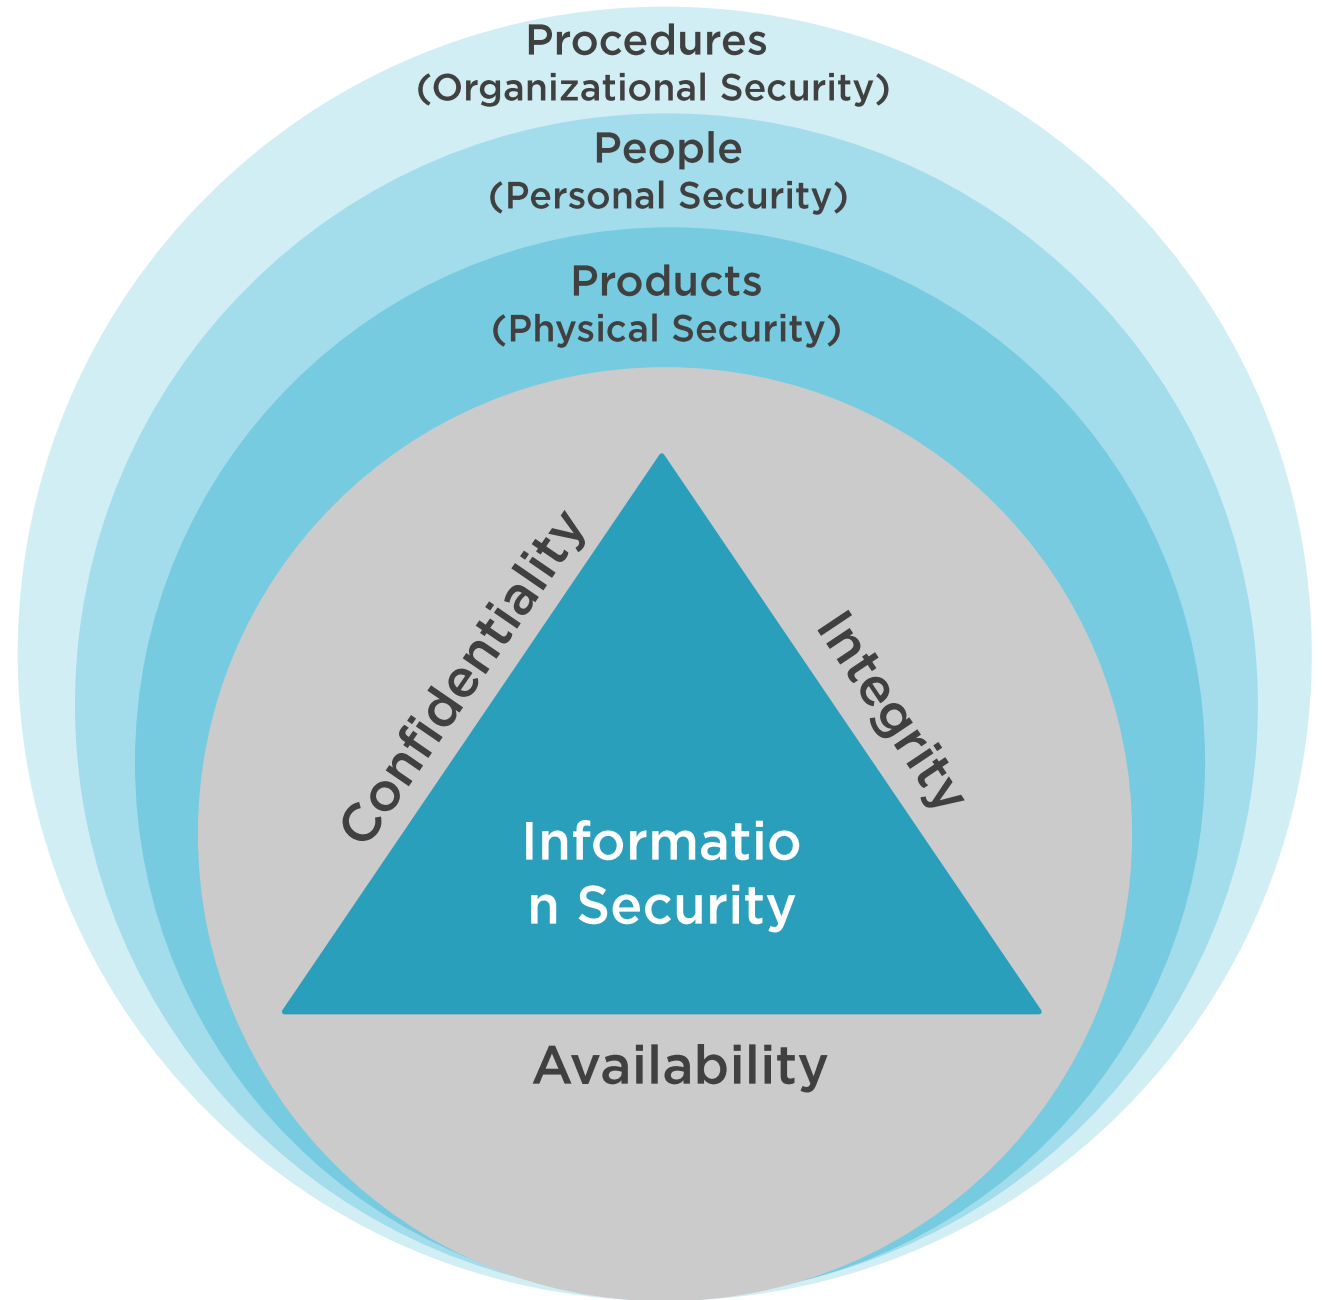 Procedures
(Organizational Security)
People
(Personal Security)
Products
(Physical Security)
Confidentiality
Integrity
Informatio
n Security
Availability